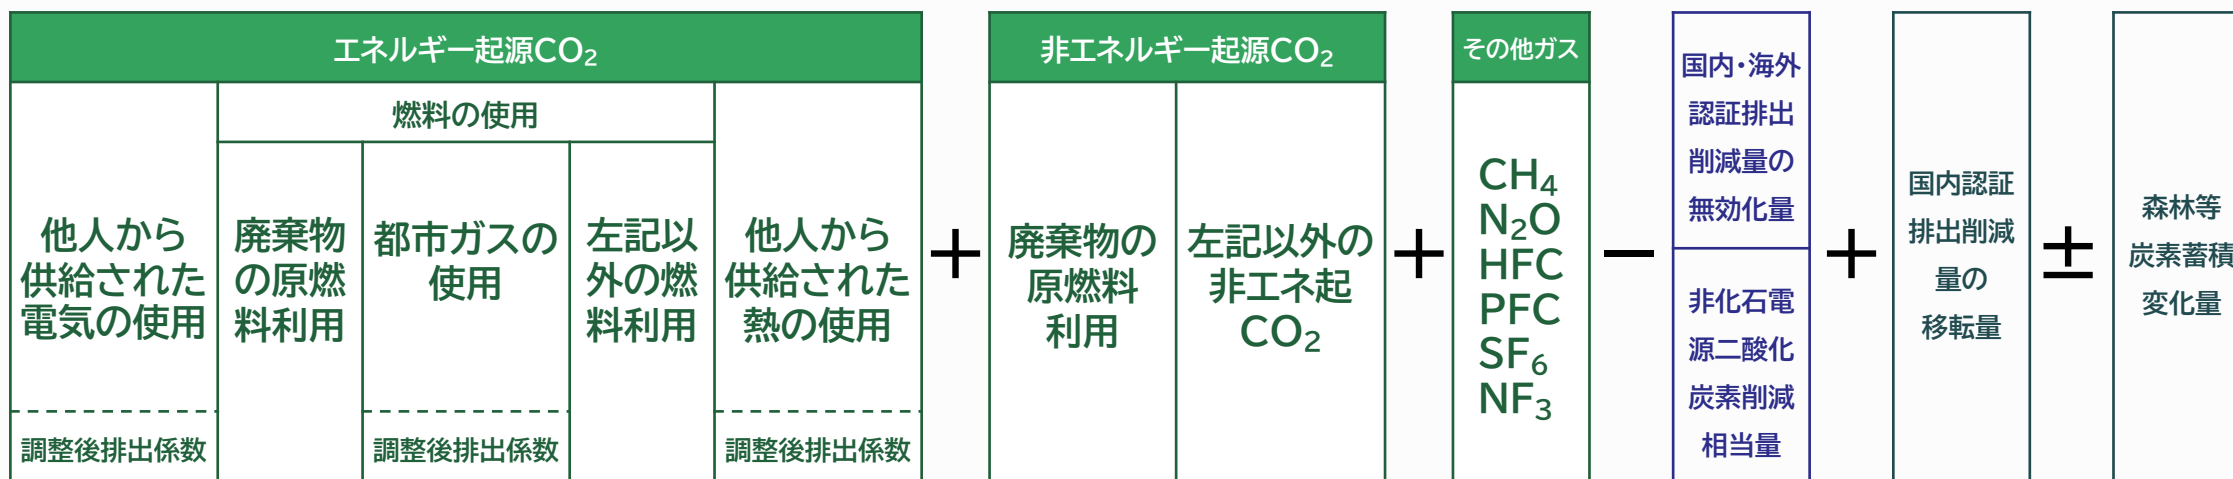 エネルギー起源CO₂
他人から
供給された
電気の使用
調整後排出係数
燃料の使用
廃棄物
の原燃
料利用
都市ガスの
使用
調整後排出係数
左記以
外の燃
料利用
他人から
供給された
熱の使用
調整後排出係数
＋
非エネルギー起源CO₂
廃棄物の
原燃料
利用
左記以外の
非エネ起
CO₂
＋
その他ガス
CH₄
N₂O
HFC
PFC
SF₆
NF₃
－
国内・海外
認証排出
削減量の
無効化量
非化石電
源二酸化
炭素削減
相当量
＋
国内認証
排出削減
量の
移転量
±
森林等
炭素蓄積
変化量